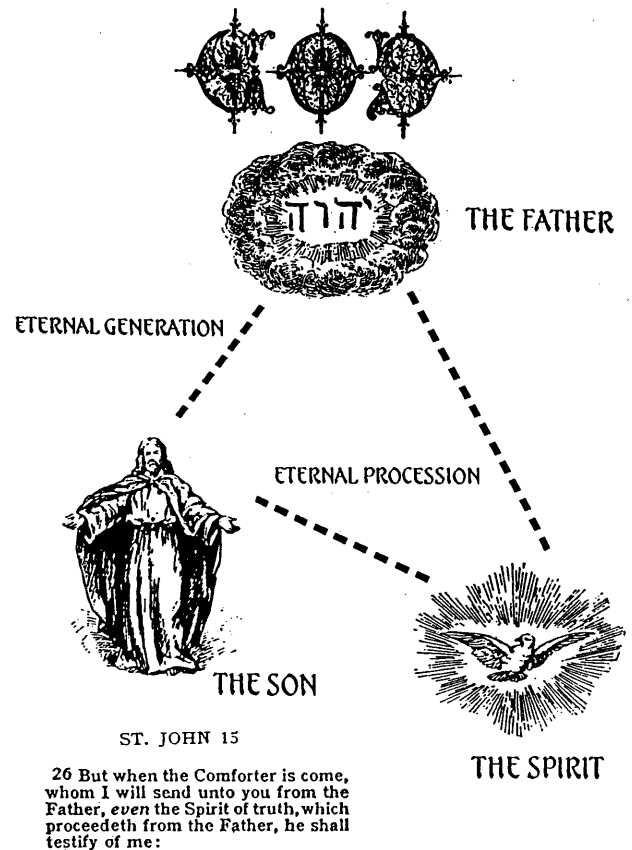 GOD
יהוה
THE FATHER
ETERNAL GENERATION
ETERNAL PROCESSION
THE SON
THE SPIRIT
ST. JOHN 15
26 But when the Comforter is come,
whom I will send unto you from the
Father, even the Spirit of truth, which
proceedeth from the Father, he shall
testify of me: